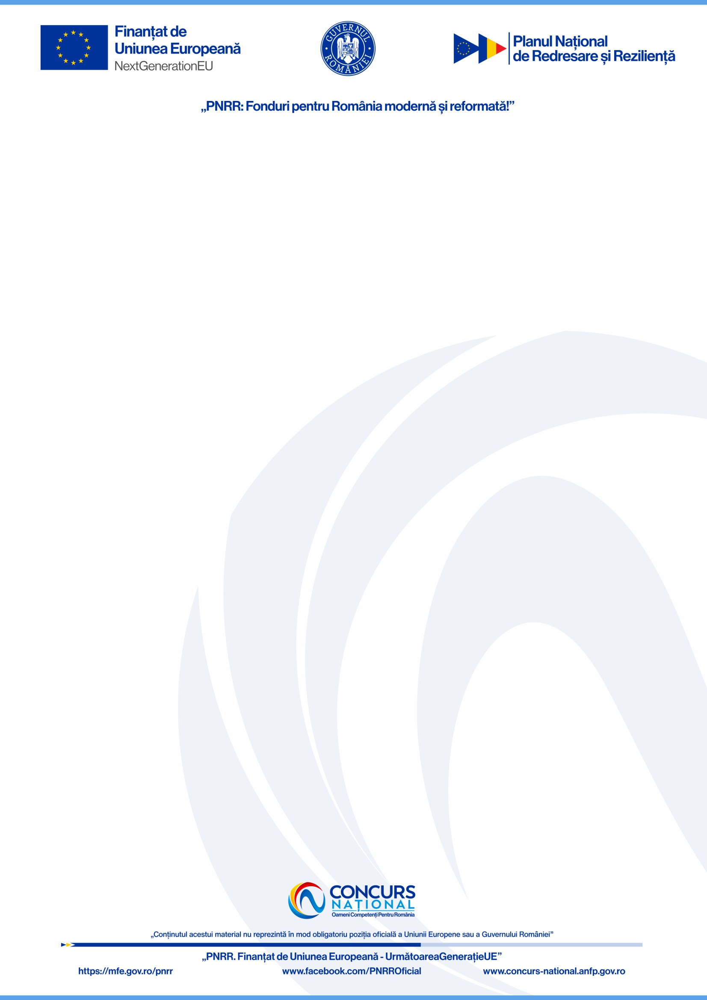 Finanțat de
Uniunea Europeană
NextGenerationEU
GUVERNUL ROMÂNIEI
Planul Național
de Redresare și Reziliență
„PNRR: Fonduri pentru România modernă și reformată!”
CONCURS
NAȚIONAL
Oameni Competenți Pentru România
„Conținutul acestui material nu reprezintă în mod obligatoriu poziția oficială a Uniunii Europene sau a Guvernului României”
„PNRR. Finanțat de Uniunea Europeană - UrmătoareaGenerațieUE”
https://mfe.gov.ro/pnrr
www.facebook.com/PNRROficial
www.concurs-national.anfp.gov.ro